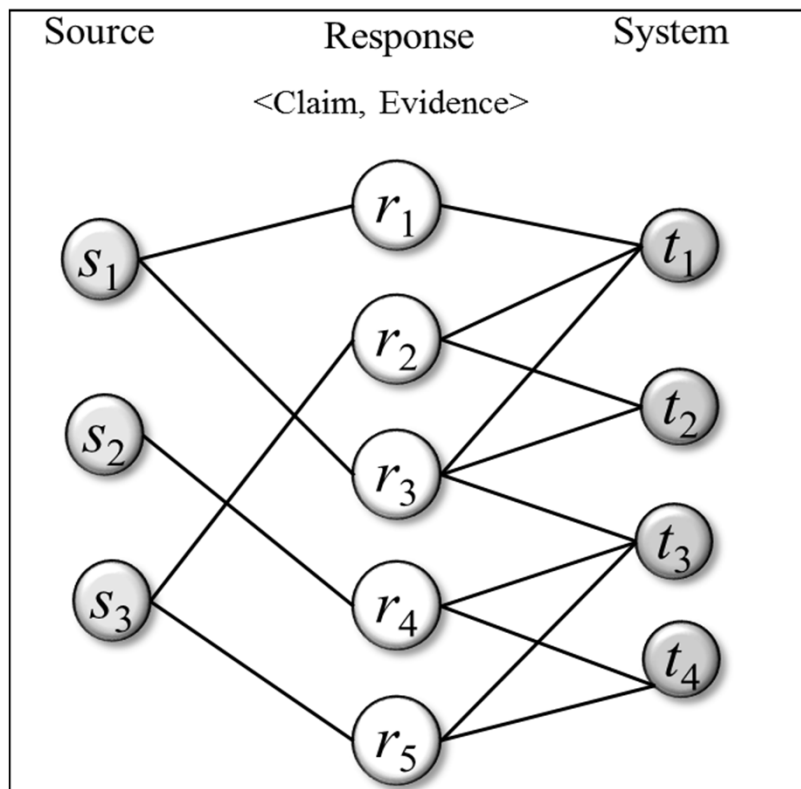 Source Response System
<Claim, Evidence>
r1
s1 t1
r2
t2
s2
r3
t3
s3 r4
t4
r5